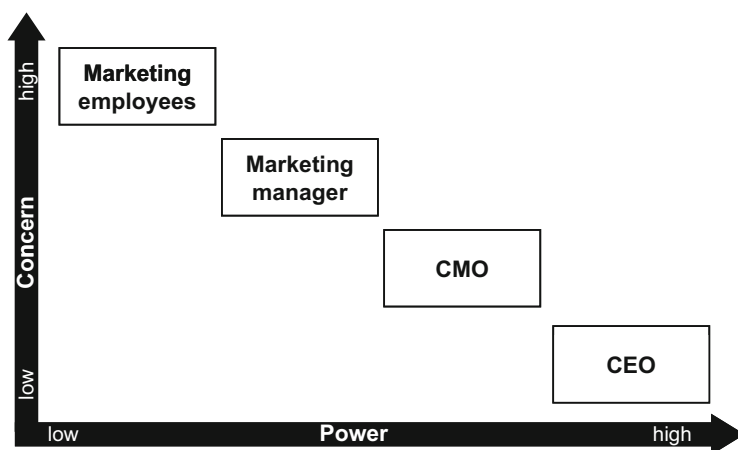 high
Marketing
employees
Marketing
manager
Concern
CMO
CEO
low
low
Power
high